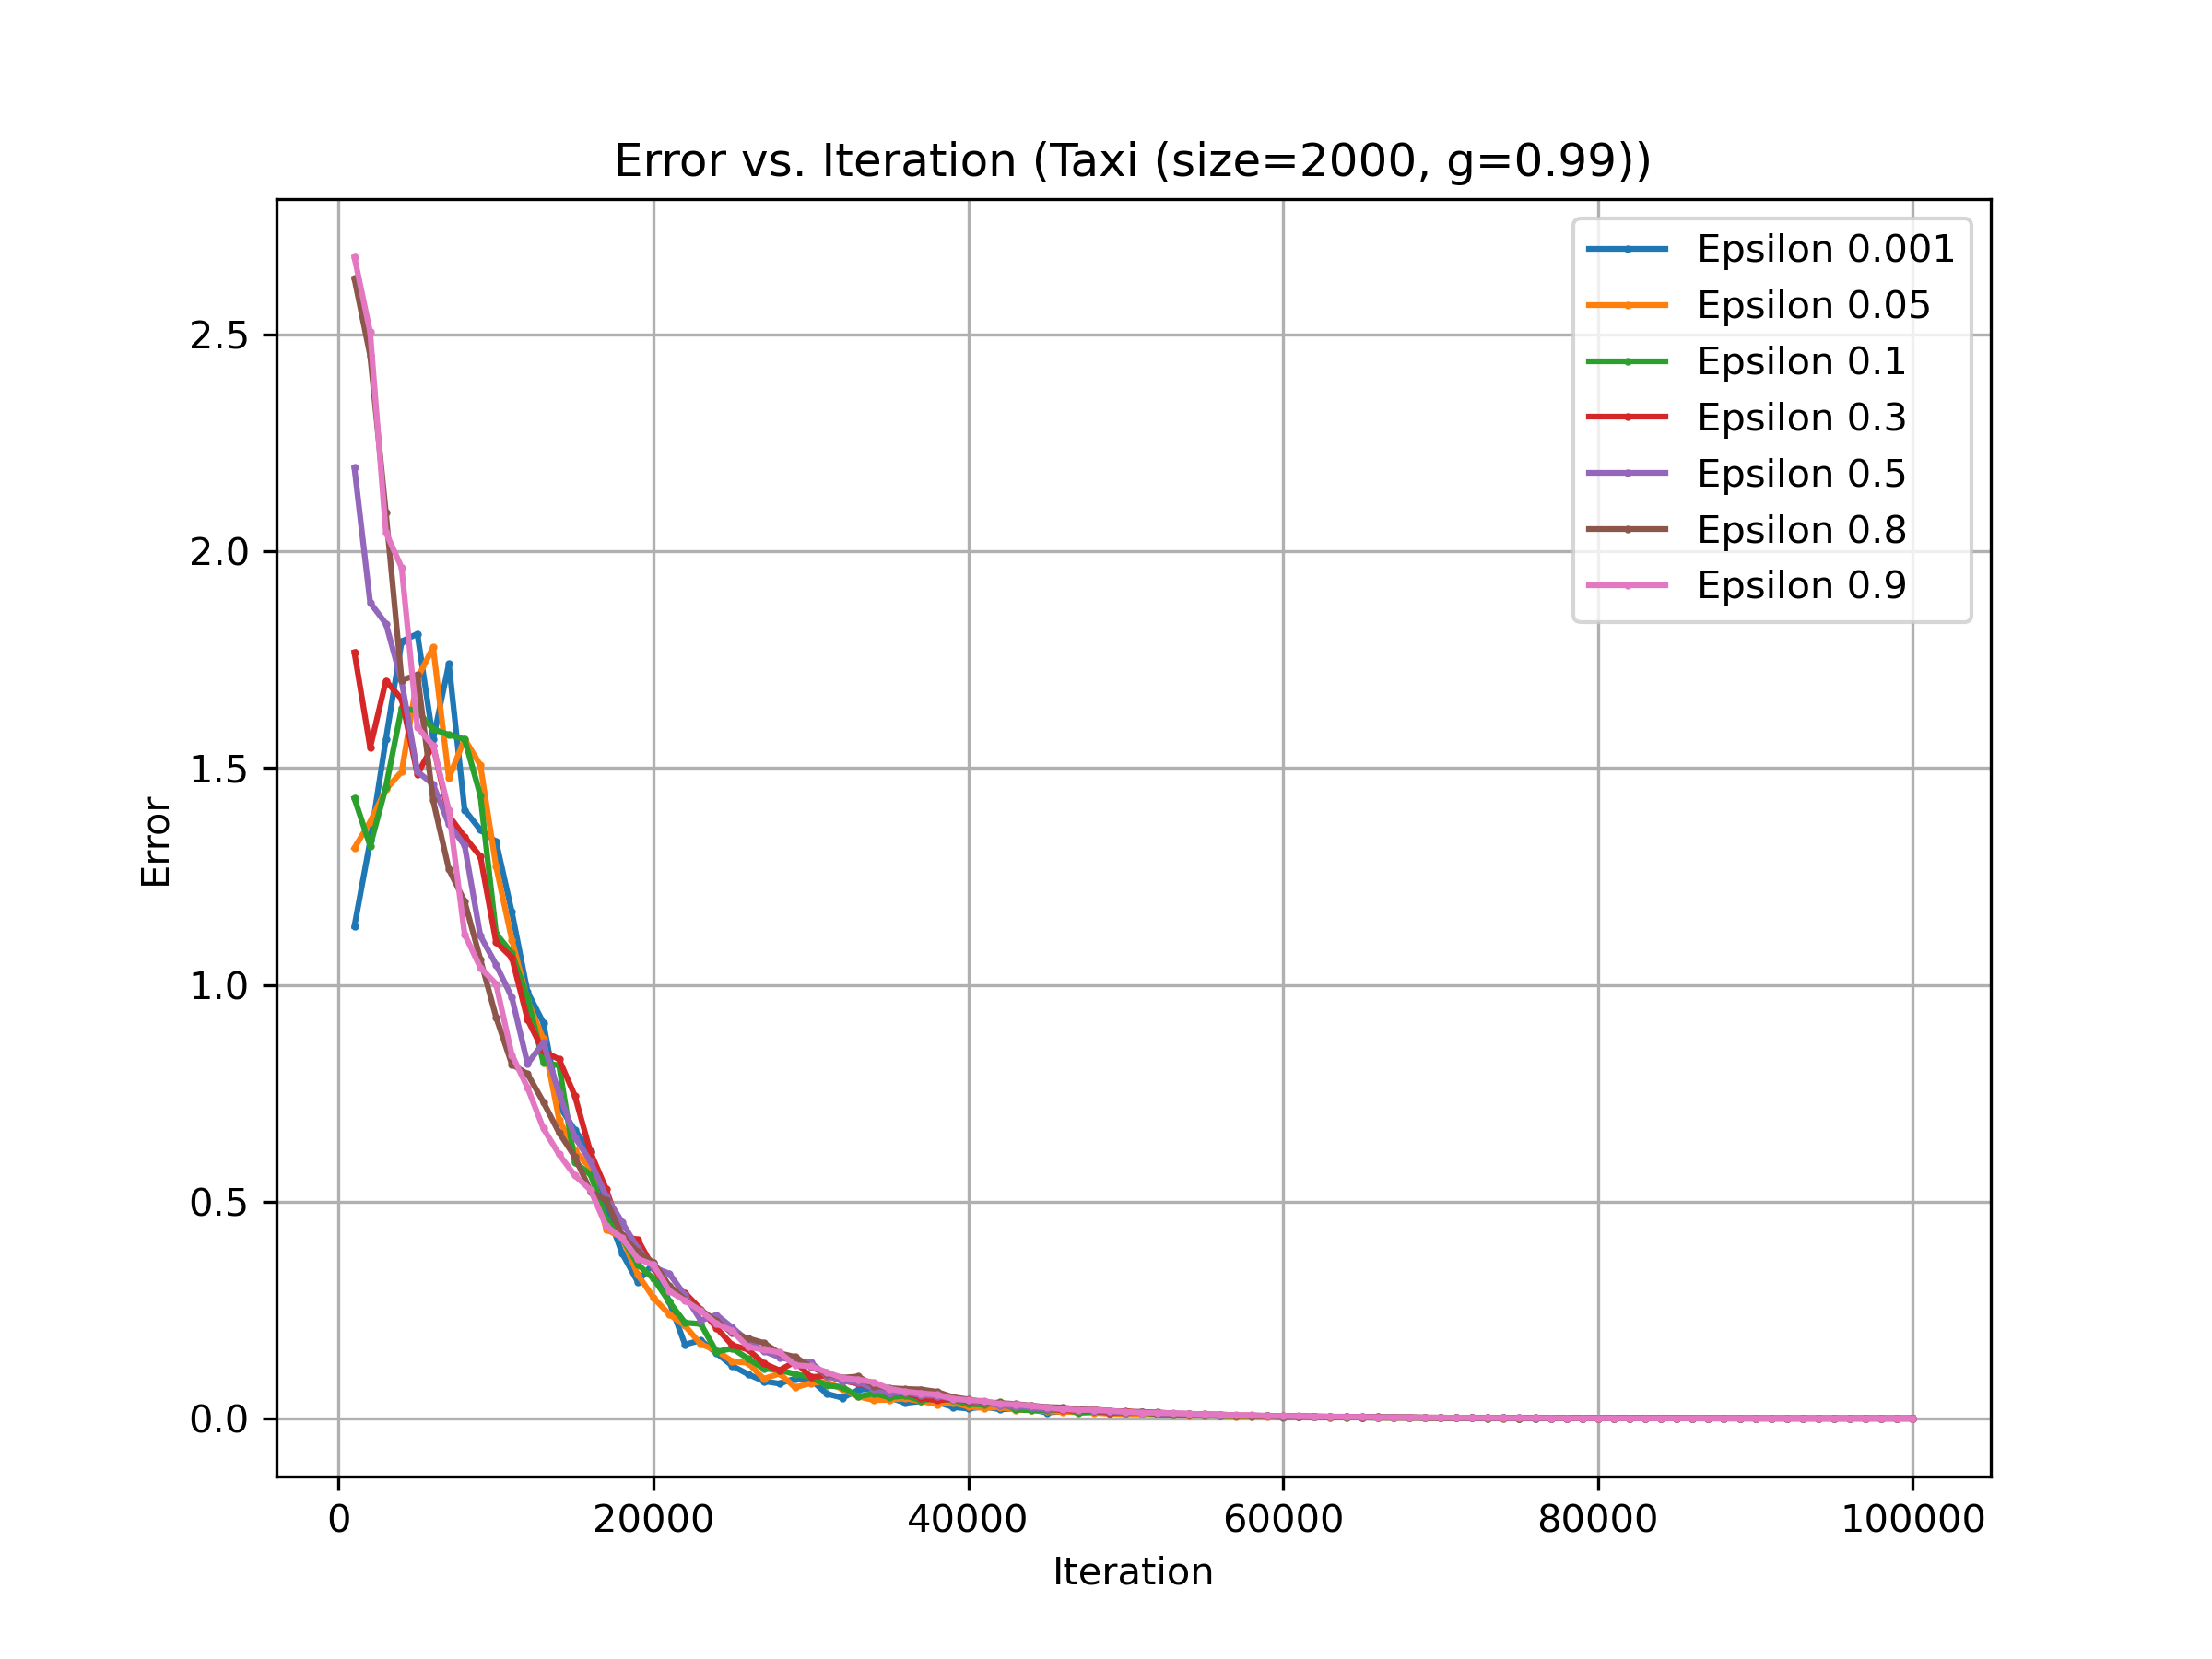 Error vs. Iteration (Taxi (size=2000, g=0.99))
Epsilon 0.001
Epsilon 0.05
Epsilon 0.1
Epsilon 0.3
Epsilon 0.5
Epsilon 0.8
Epsilon 0.9
2.5
2.0
1.5
1.0
0.5
0.0
Error
0 20000 40000 60000 80000 100000
Iteration